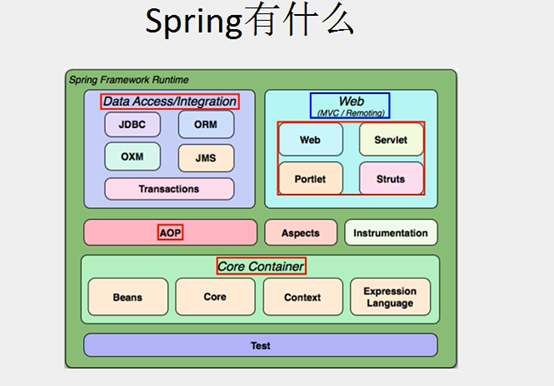 Spring有什么
Spring Framework Runtime
Data Access/Integration
JDBC
ORM
OXM
JMS
Transactions
Web
(MVC / Remoting)
Web
Servlet
Portlet
Struts
AOP
Aspects
Instrumentation
Core Container
Beans
Core
Context
Expression
Language
Test